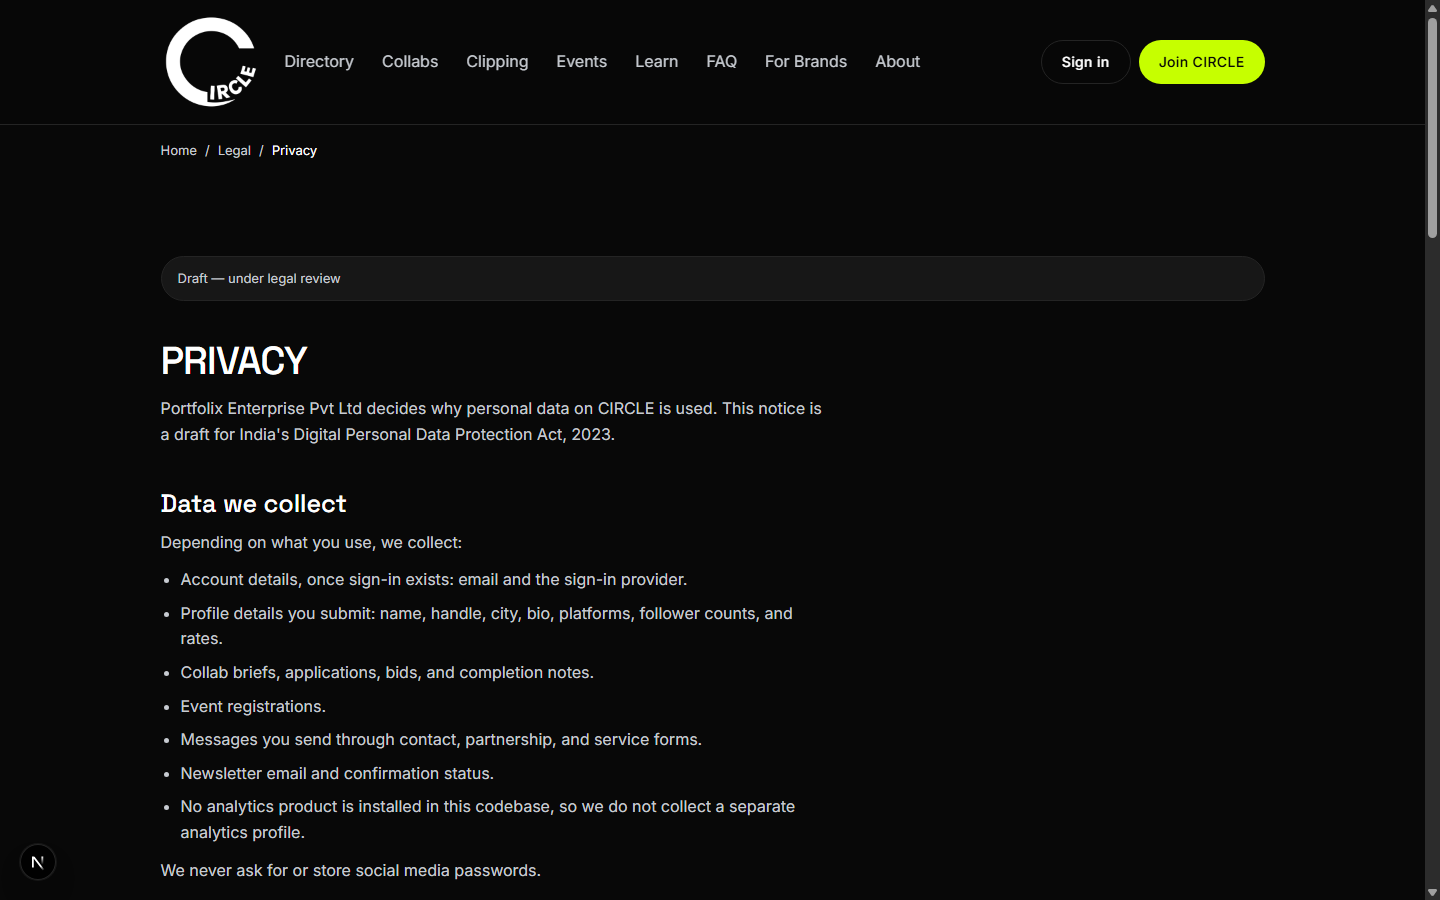 CIRCLE
Directory
Collabs
Clipping
Events
Learn
FAQ
For Brands
About
Sign in
Join CIRCLE
Home / Legal / Privacy
Draft — under legal review
PRIVACY
Portfolix Enterprise Pvt Ltd decides why personal data on CIRCLE is used. This notice is
a draft for India's Digital Personal Data Protection Act, 2023.
Data we collect
Depending on what you use, we collect:
• Account details, once sign-in exists: email and the sign-in provider.
• Profile details you submit: name, handle, city, bio, platforms, follower counts, and
rates.
• Collab briefs, applications, bids, and completion notes.
• Event registrations.
• Messages you send through contact, partnership, and service forms.
• Newsletter email and confirmation status.
• No analytics product is installed in this codebase, so we do not collect a separate
analytics profile.
We never ask for or store social media passwords.
N